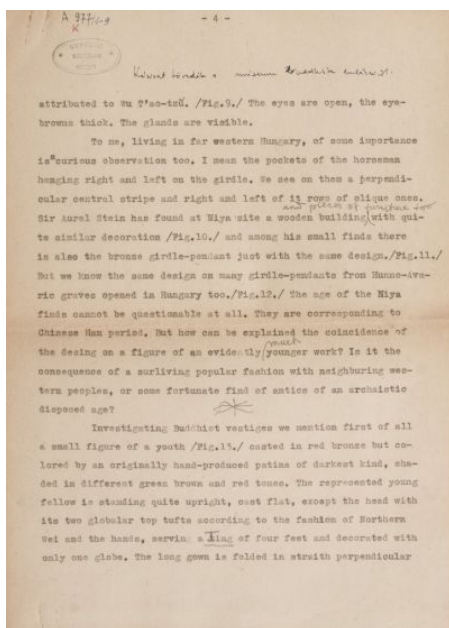 A 977/
- 4 -
attributed to Wu T'ao-tzŭ. /Fig.9./ The eyes are open, the eye-
browns thick. The glands are visible.
To me, living in far western Hungary, of some importance
is curious observation too. I mean the pockets of the horseman
hanging right and left on the girdle. We see on them a perpendi-
cular central stripe and right and left of it rows of oblique ones.
and pieces of furniture too
Sir Aurel Stein has found at Niya site a wooden building with qui-
te similar decoration /Fig.10./ and among his small finds there
is also the bronze girdle-pendant just with the same design./Fig.11./
But we know the same design on many girdle-pendants from Hunno-Ava-
ric graves opened in Hungary too./Fig.12./ The age of the Niya
finds cannot be questionable at all. They are corresponding to
Chinese Han period. But how can be explained the coincidence of
much
the desing on a figure of an evidently younger work? Is it the
consequence of a surliving popular fashion with neighburing wes-
tern peoples, or some fortunate find of antics of an archaistic
disposed age?
Investigating Buddhist vestiges we mention first of all
a small figure of a youth /Fig.13./ casted in red bronze but co-
lored by an originally hand-produced patina of darkest kind, sha-
ded in different green brown and red tones. The represented young
fellow is standing quite upright, cast flat, except the head with
its two globular top tufts according to the fashion of Northern
Wei and the hands, serving a ling of four feet and decorated with
only one globe. The long gown is folded in straith perpendicular